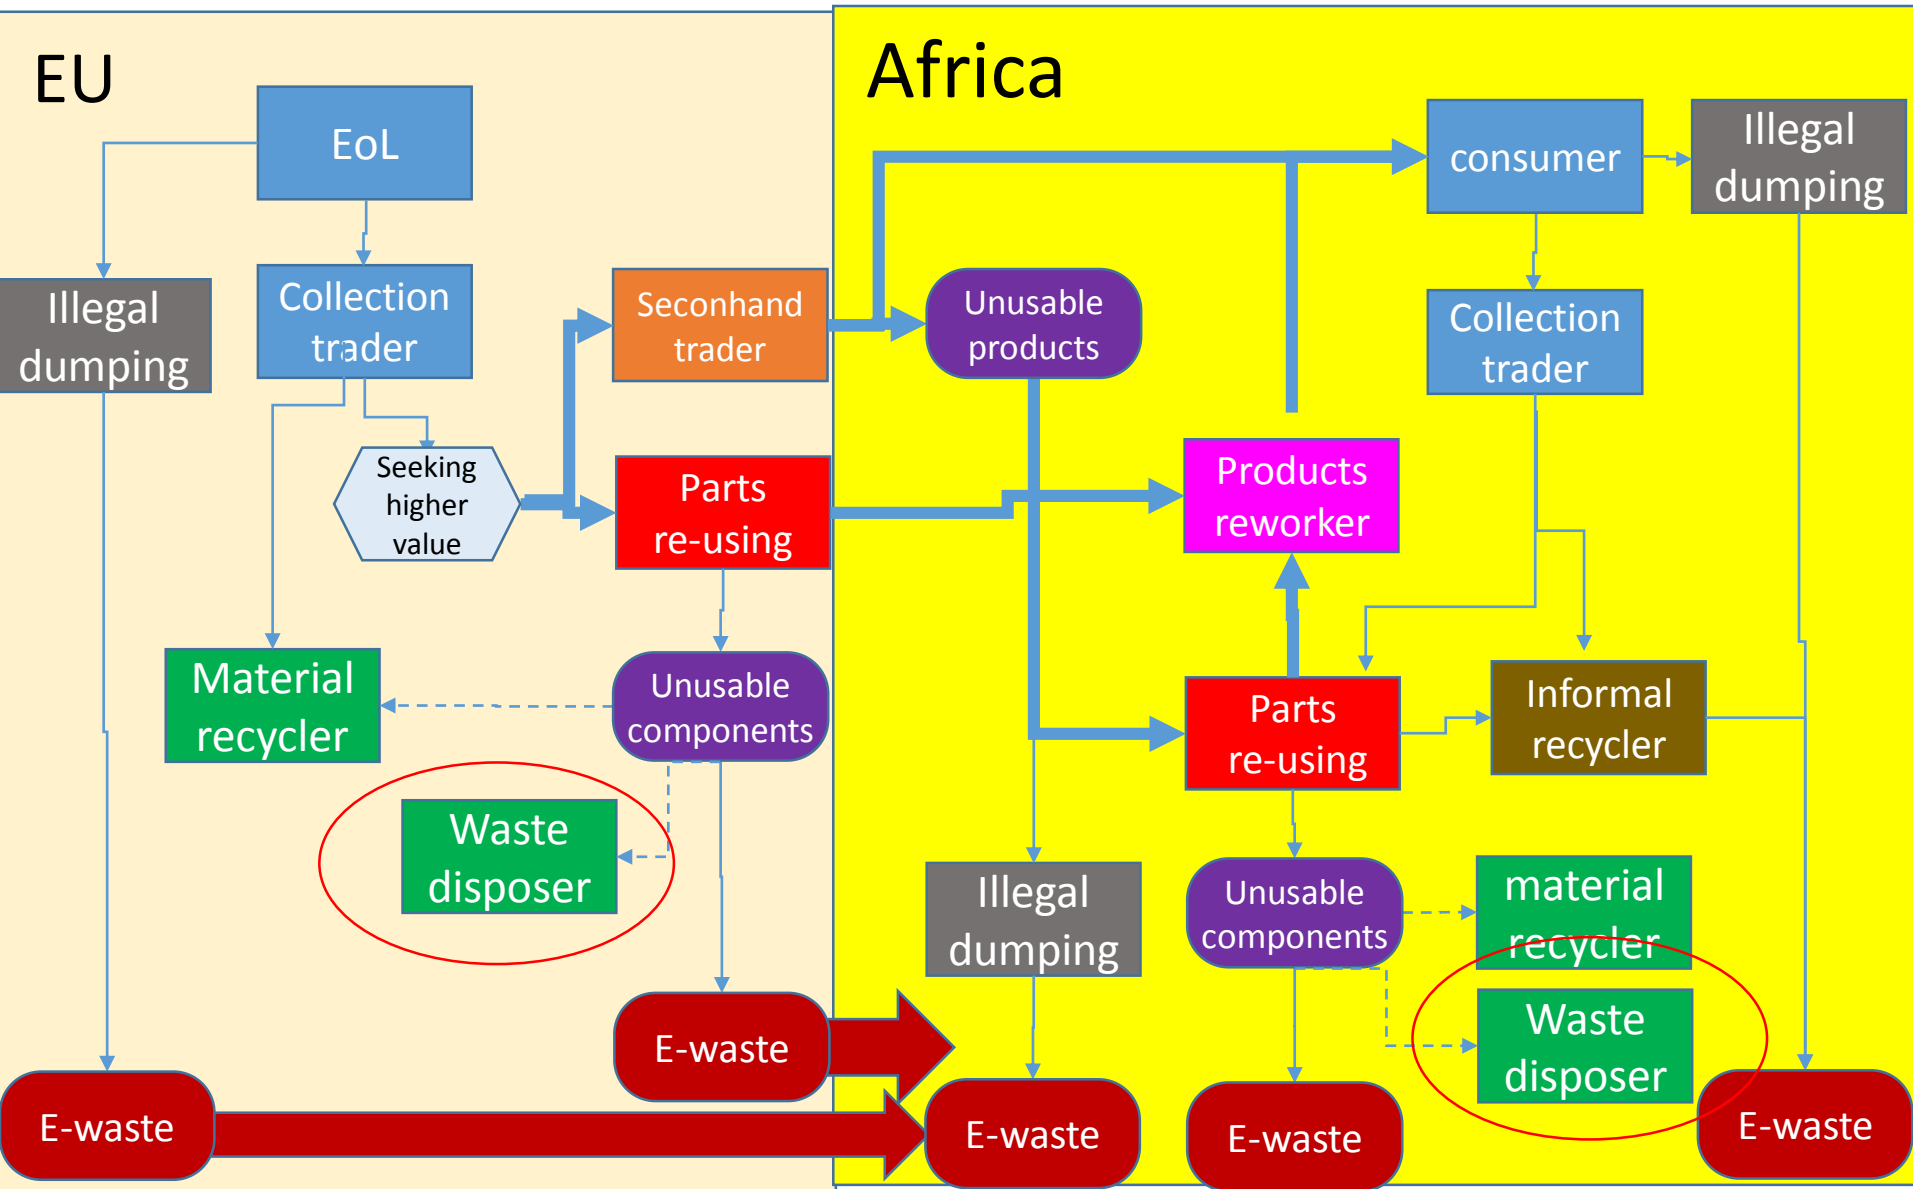 EU
Africa
EoL
consumer
Illegal
dumping
Illegal
dumping
Collection
trader
Seconhand
trader
Unusable
products
Collection
trader
Seeking
higher
value
Parts
re-using
Products
reworker
Material
recycler
Unusable
components
Parts
re-using
Informal
recycler
Waste
disposer
Illegal
dumping
Unusable
components
material
recycler
Waste
disposer
E-waste
E-waste
E-waste
E-waste
E-waste